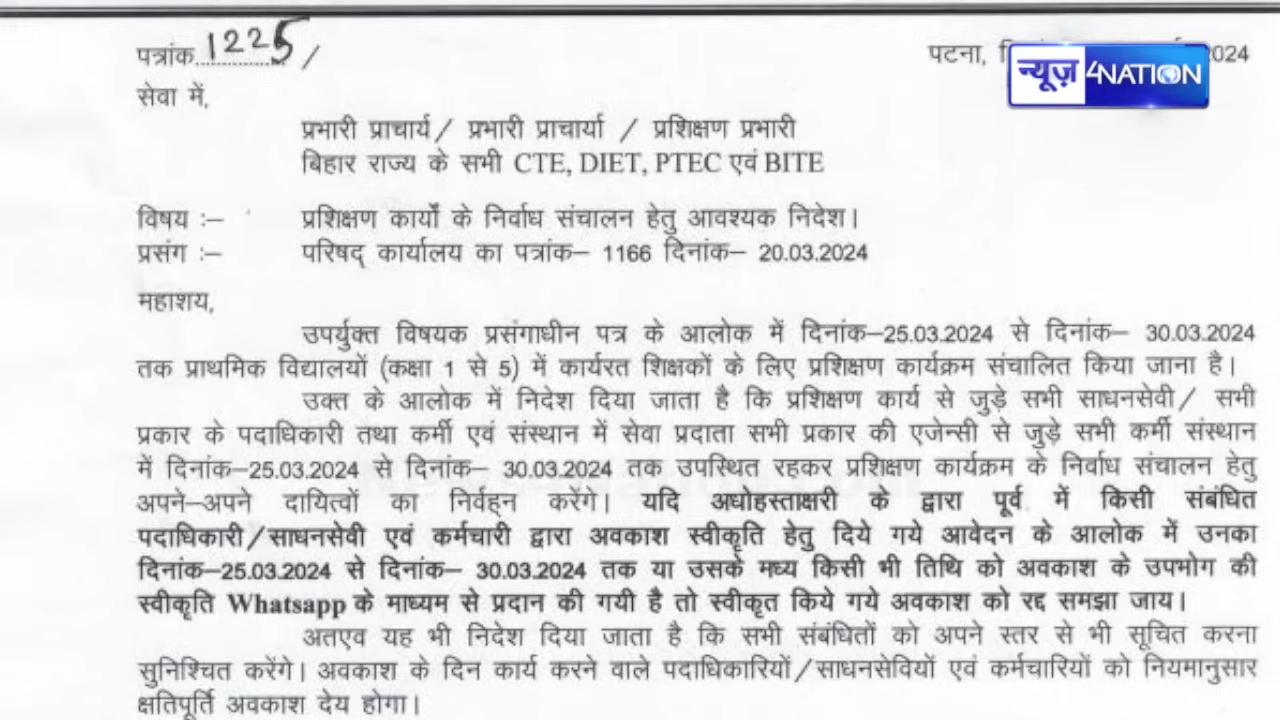 पत्रांक 1225 /
पटना, 2024
न्यूज़ 4NATION
सेवा में,
प्रभारी प्राचार्य / प्रभारी प्राचार्या / प्रशिक्षण प्रभारी
बिहार राज्य के सभी CTE, DIET, PTEC एवं BITE
विषय :– प्रशिक्षण कार्यो के निर्वाध संचालन हेतु आवश्यक निदेश।
प्रसंग :– परिषद् कार्यालय का पत्रांक– 1166 दिनांक– 20.03.2024
महाशय,
उपर्युक्त विषयक प्रसंगाधीन पत्र के आलोक में दिनांक–25.03.2024 से दिनांक– 30.03.2024
तक प्राथमिक विद्यालयों (कक्षा 1 से 5) में कार्यरत शिक्षकों के लिए प्रशिक्षण कार्यक्रम संचालित किया जाना है।
उक्त के आलोक में निदेश दिया जाता है कि प्रशिक्षण कार्य से जुड़े सभी साधनसेवी/ सभी
प्रकार के पदाधिकारी तथा कर्मी एवं संस्थान में सेवा प्रदाता सभी प्रकार की एजेन्सी से जुड़े सभी कर्मी संस्थान
में दिनांक–25.03.2024 से दिनांक– 30.03.2024 तक उपस्थित रहकर प्रशिक्षण कार्यक्रम के निर्वाध संचालन हेतु
अपने–अपने दायित्वों का निर्वह्न करेंगे। यदि अधोहस्ताक्षरी के द्वारा पूर्व में किसी संबंधित
पदाधिकारी/साधनसेवी एवं कर्मचारी द्वारा अवकाश स्वीकृति हेतु दिये गये आवेदन के आलोक में उनका
दिनांक–25.03.2024 से दिनांक– 30.03.2024 तक या उसके मध्य किसी भी तिथि को अवकाश के उपभोग की
स्वीकृति Whatsapp के माध्यम से प्रदान की गयी है तो स्वीकृत किये गये अवकाश को रद्द समझा जाय।
अतएव यह भी निदेश दिया जाता है कि सभी संबंधितों को अपने स्तर से भी सूचित करना
सुनिश्चित करेंगे। अवकाश के दिन कार्य करने वाले पदाधिकारियों/साधनसेवियों एवं कर्मचारियों को नियमानुसार
क्षतिपूर्ति अवकाश देय होगा।